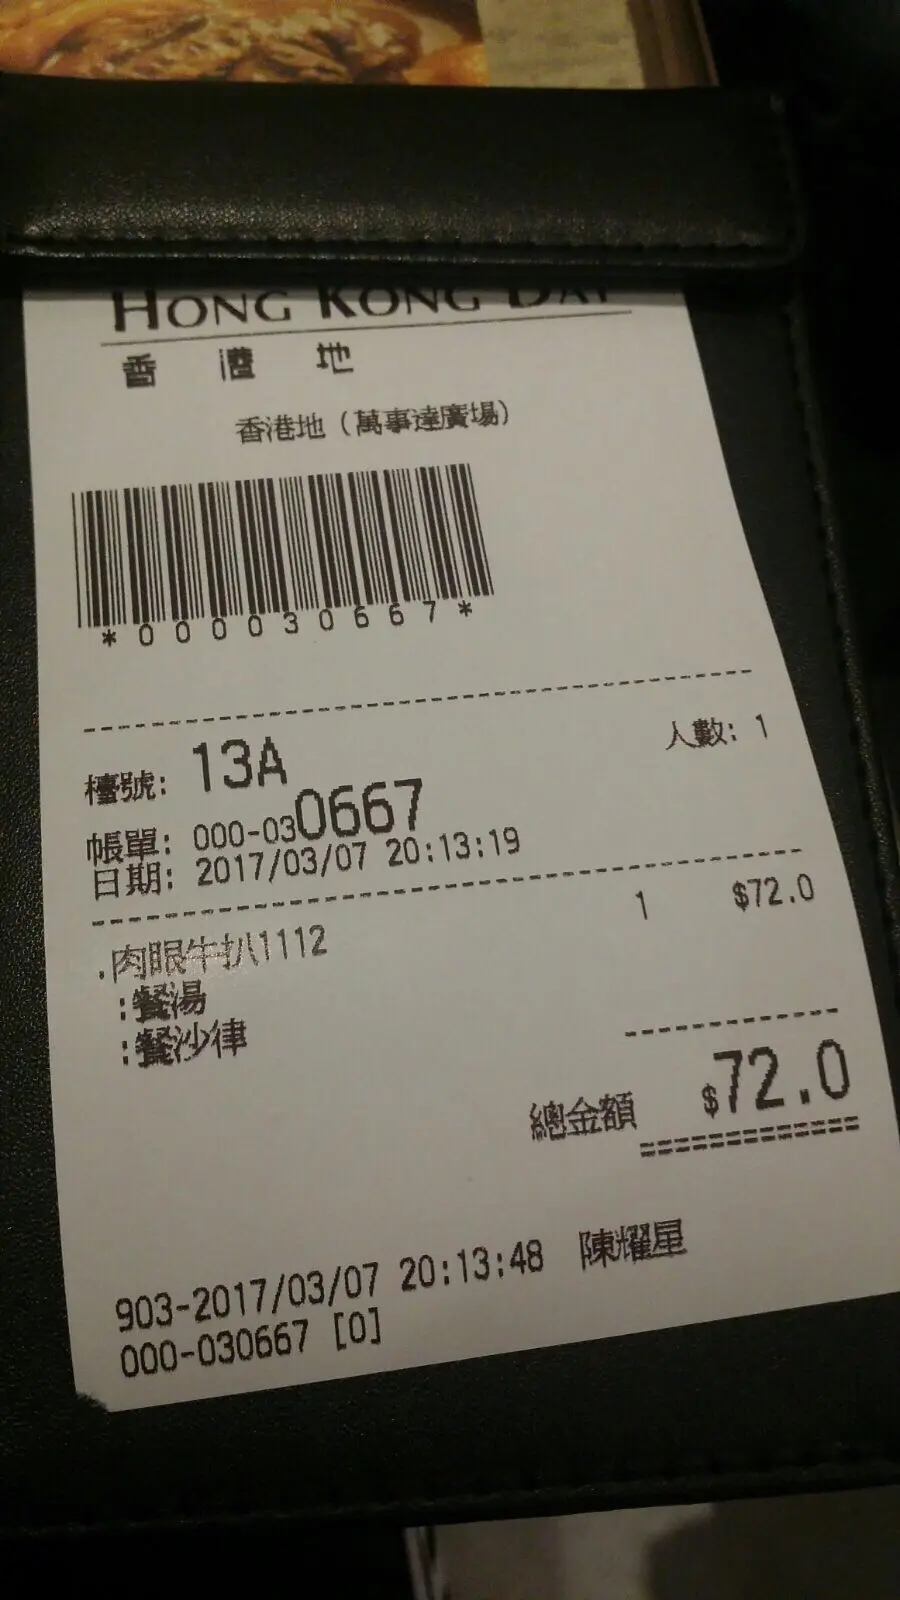 HONG KONG DAY
香港地
香港地（萬事達廣場）
*000030667*
人數: 1
檯號: 13A
帳單: 000-030667
日期: 2017/03/07 20:13:19
.肉眼牛扒1112 1 $72.0
:餐湯
:餐沙律
總金額 $72.0
903-2017/03/07 20:13:48 陳耀星
000-030667 [0]